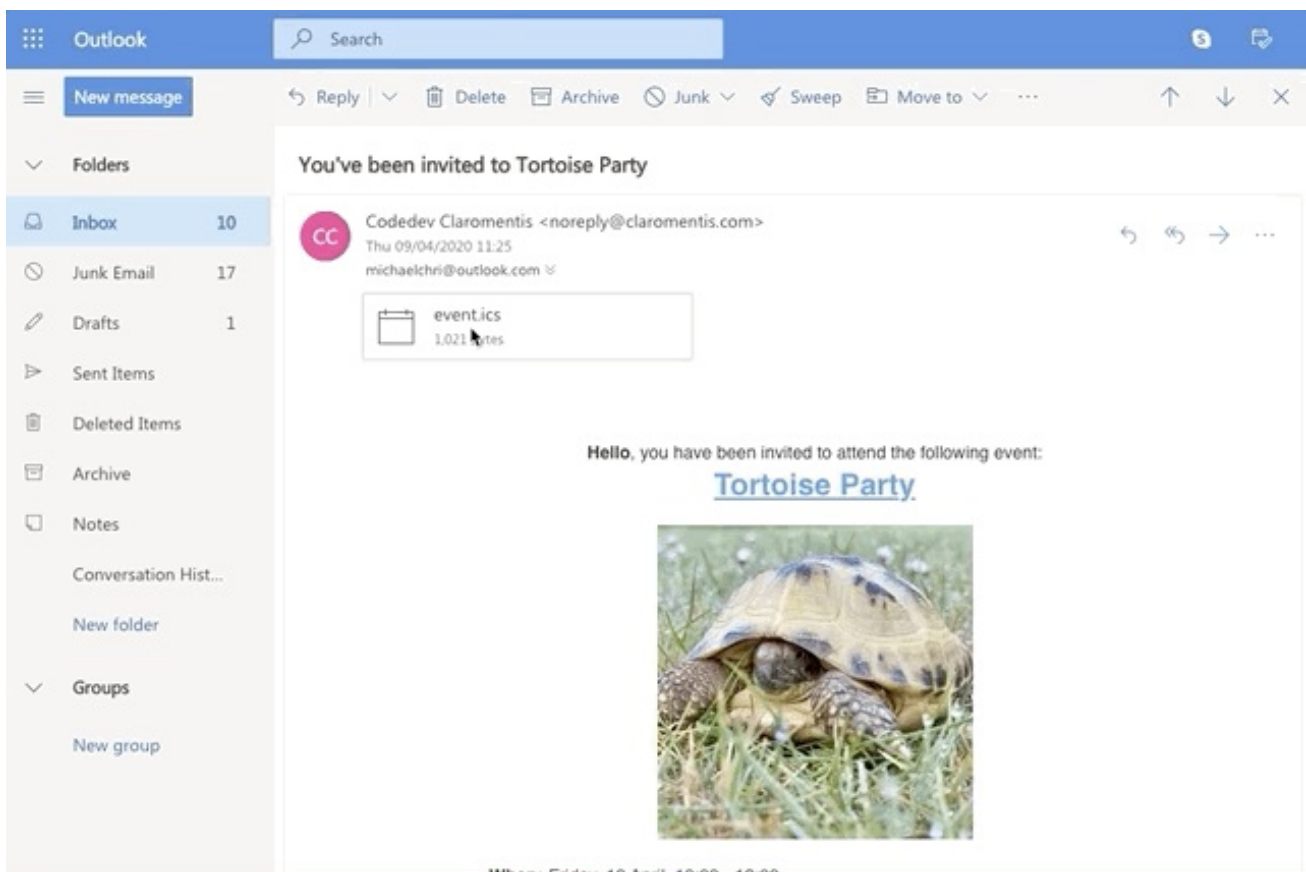 Outlook
Search
New message
Reply
Delete
Archive
Junk
Sweep
Move to
Folders
You've been invited to Tortoise Party
Inbox 10
Junk Email 17
Drafts 1
Sent Items
Deleted Items
Archive
Notes
Conversation Hist...
New folder
Groups
New group
CC
Codedev Claromentis <noreply@claromentis.com>
Thu 09/04/2020 11:25
michaelchri@outlook.com
event.ics
1,021 bytes
Hello, you have been invited to attend the following event:
Tortoise Party